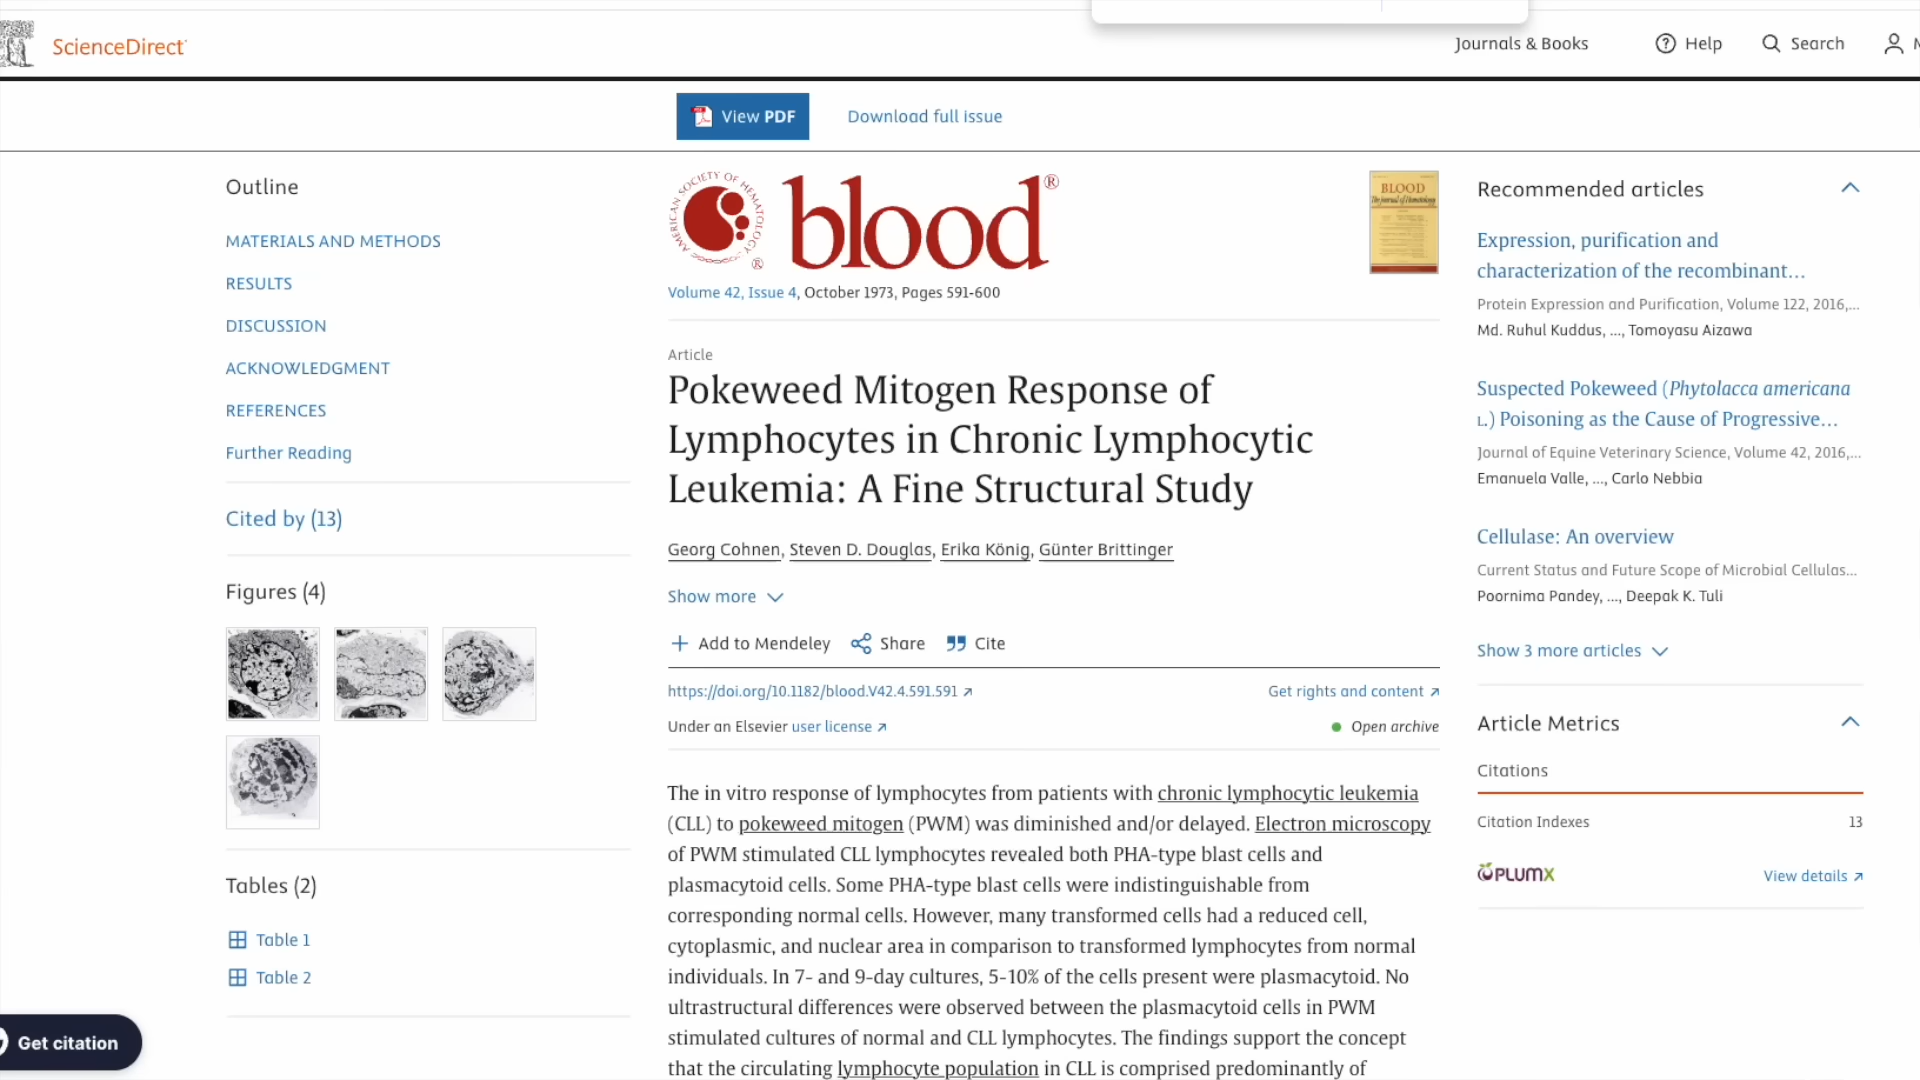 ScienceDirect
Journals & Books
Help
Search
View PDF
Download full issue
Outline
MATERIALS AND METHODS
RESULTS
DISCUSSION
ACKNOWLEDGMENT
REFERENCES
Further Reading
Cited by (13)
Figures (4)
Tables (2)
Table 1
Table 2
Get citation
AMERICAN SOCIETY OF HEMATOLOGY ®
blood®
BLOOD
Volume 42, Issue 4, October 1973, Pages 591-600
Article
Pokeweed Mitogen Response of
Lymphocytes in Chronic Lymphocytic
Leukemia: A Fine Structural Study
Georg Cohnen, Steven D. Douglas, Erika König, Günter Brittinger
Show more
Add to Mendeley Share Cite
https://doi.org/10.1182/blood.V42.4.591.591 ↗
Get rights and content ↗
Under an Elsevier user license ↗
Open archive
The in vitro response of lymphocytes from patients with chronic lymphocytic leukemia
(CLL) to pokeweed mitogen (PWM) was diminished and/or delayed. Electron microscopy
of PWM stimulated CLL lymphocytes revealed both PHA-type blast cells and
plasmacytoid cells. Some PHA-type blast cells were indistinguishable from
corresponding normal cells. However, many transformed cells had a reduced cell,
cytoplasmic, and nuclear area in comparison to transformed lymphocytes from normal
individuals. In 7- and 9-day cultures, 5-10% of the cells present were plasmacytoid. No
ultrastructural differences were observed between the plasmacytoid cells in PWM
stimulated cultures of normal and CLL lymphocytes. The findings support the concept
that the circulating lymphocyte population in CLL is comprised predominantly of
Recommended articles
Expression, purification and
characterization of the recombinant…
Protein Expression and Purification, Volume 122, 2016,…
Md. Ruhul Kuddus, …, Tomoyasu Aizawa
Suspected Pokeweed (Phytolacca americana
L.) Poisoning as the Cause of Progressive…
Journal of Equine Veterinary Science, Volume 42, 2016,…
Emanuela Valle, …, Carlo Nebbia
Cellulase: An overview
Current Status and Future Scope of Microbial Cellulas…
Poornima Pandey, …, Deepak K. Tuli
Show 3 more articles
Article Metrics
Citations
Citation Indexes 13
PLUMX
View details ↗